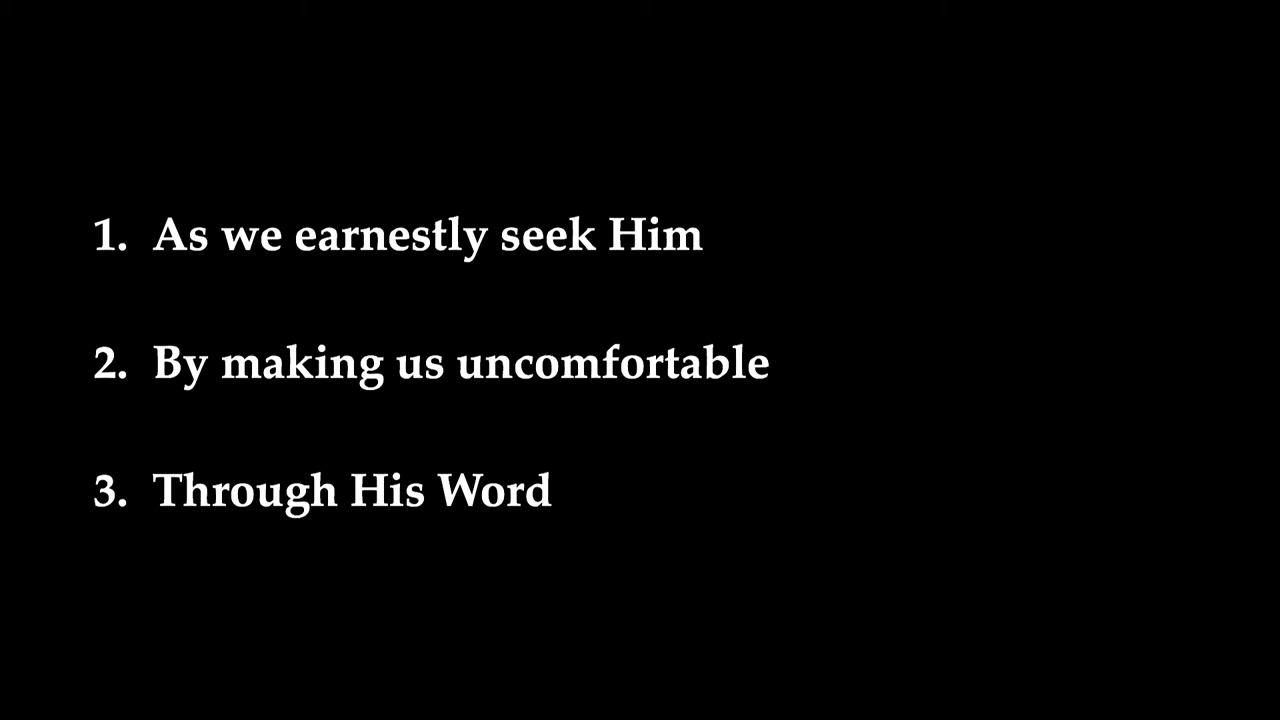 1. As we earnestly seek Him
2. By making us uncomfortable
3. Through His Word